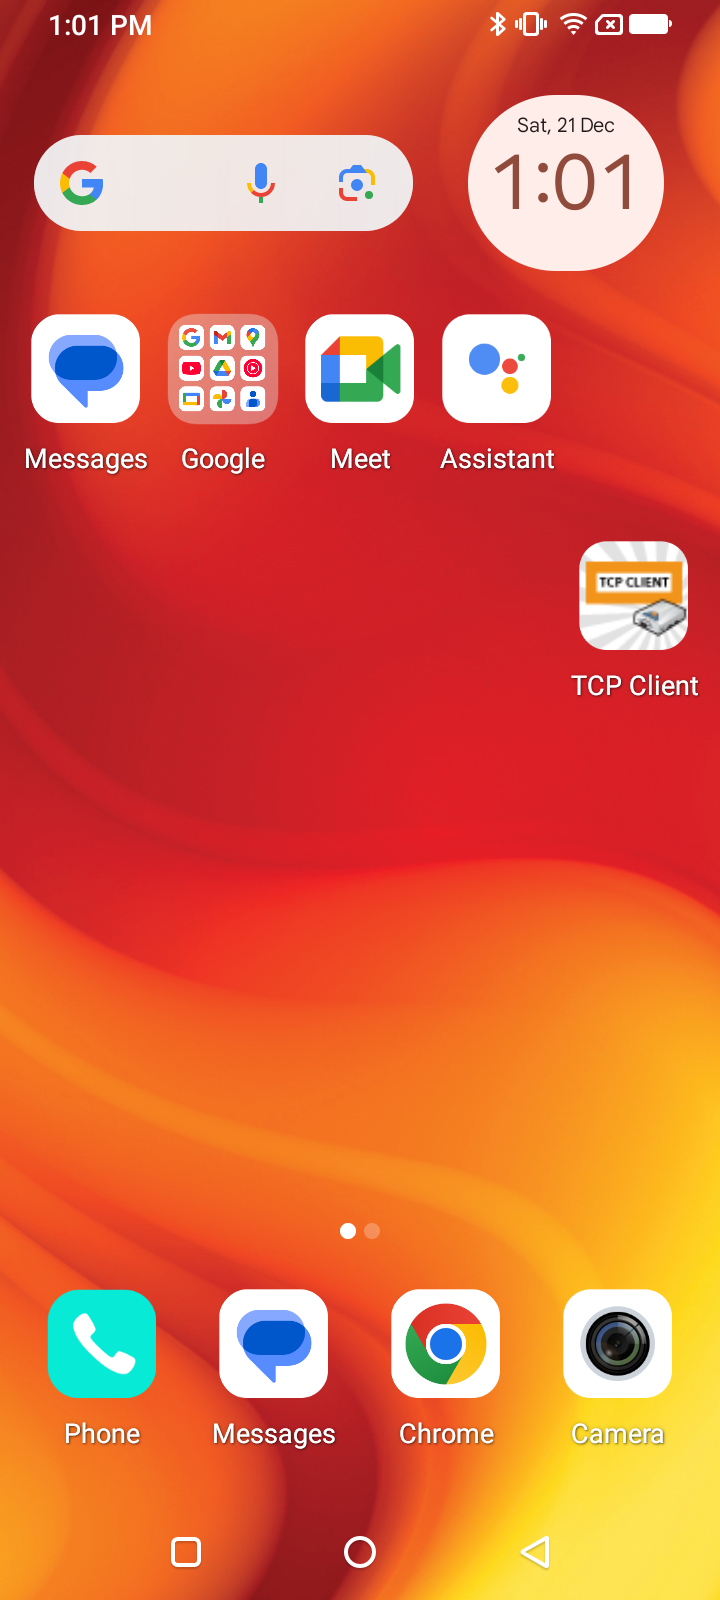 1:01 PM
Sat, 21 Dec
1:01
Messages
Google
Meet
Assistant
TCP CLIENT
TCP Client
Phone
Messages
Chrome
Camera